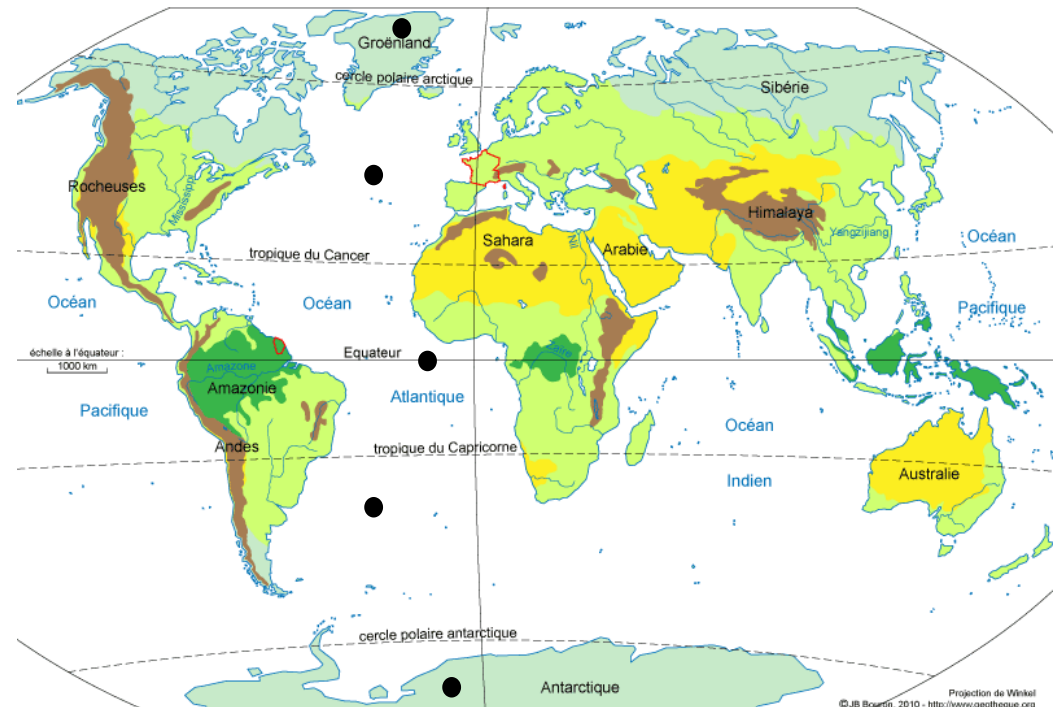 Groënland
cercle polaire arctique
Sibérie
Rocheuses
Mississippi
Himalaya
Yangzijiang
Sahara
Nil
Arabie
tropique du Cancer
Océan
Pacifique
Océan
Océan
échelle à l'équateur :
1000 km
Equateur
Zaïre
Amazone
Amazonie
Pacifique
Atlantique
Océan
Indien
Andes
tropique du Capricorne
Australie
cercle polaire antarctique
Antarctique
Projection de Winkel
©JB Bouron, 2010 - http://www.geotheque.org